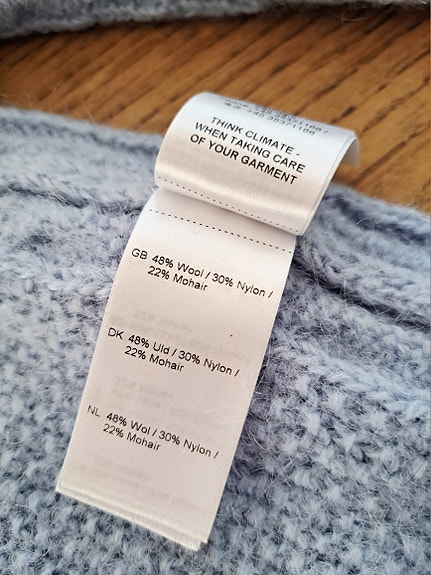 35371188
THINK CLIMATE -
WHEN TAKING CARE
OF YOUR GARMENT
GB 48% Wool / 30% Nylon /
22% Mohair
DK 48% Uld / 30% Nylon /
22% Mohair
NL 48% Wol / 30% Nylon /
22% Mohair